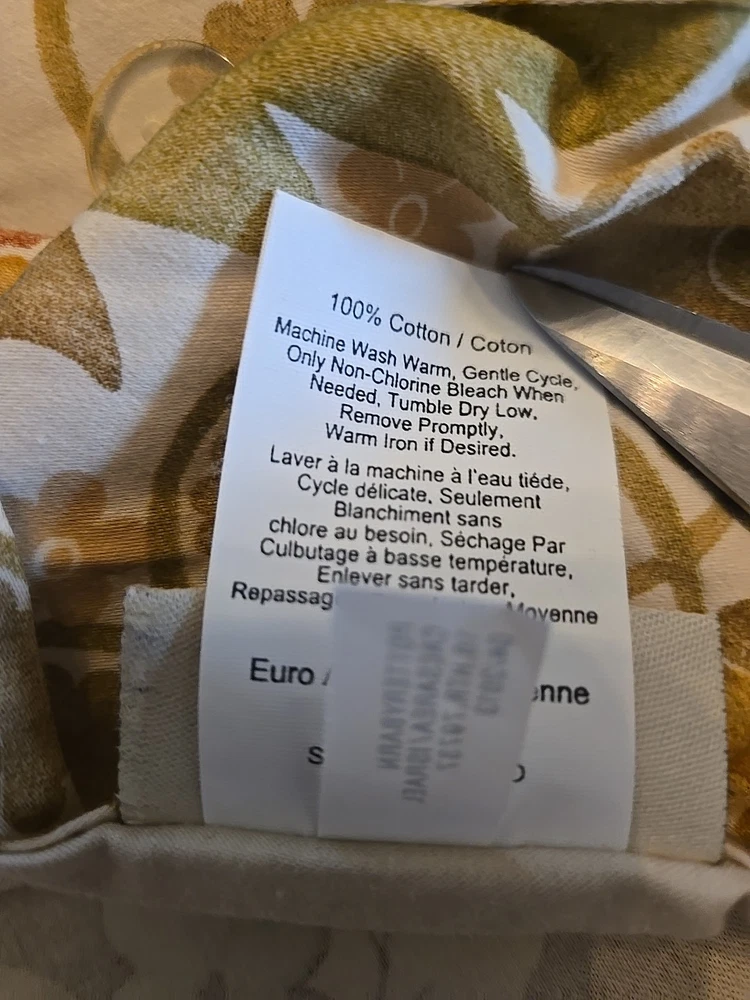 100% Cotton / Coton
Machine Wash Warm, Gentle Cycle,
Only Non-Chlorine Bleach When
Needed, Tumble Dry Low.
Remove Promptly,
Warm Iron if Desired.
Laver à la machine à l'eau tiéde,
Cycle délicate, Seulement
Blanchiment sans
chlore au besoin, Séchage Par
Culbutage à basse température,
Enlever sans tarder,
Repassag Moyenne
Euro / enne
S